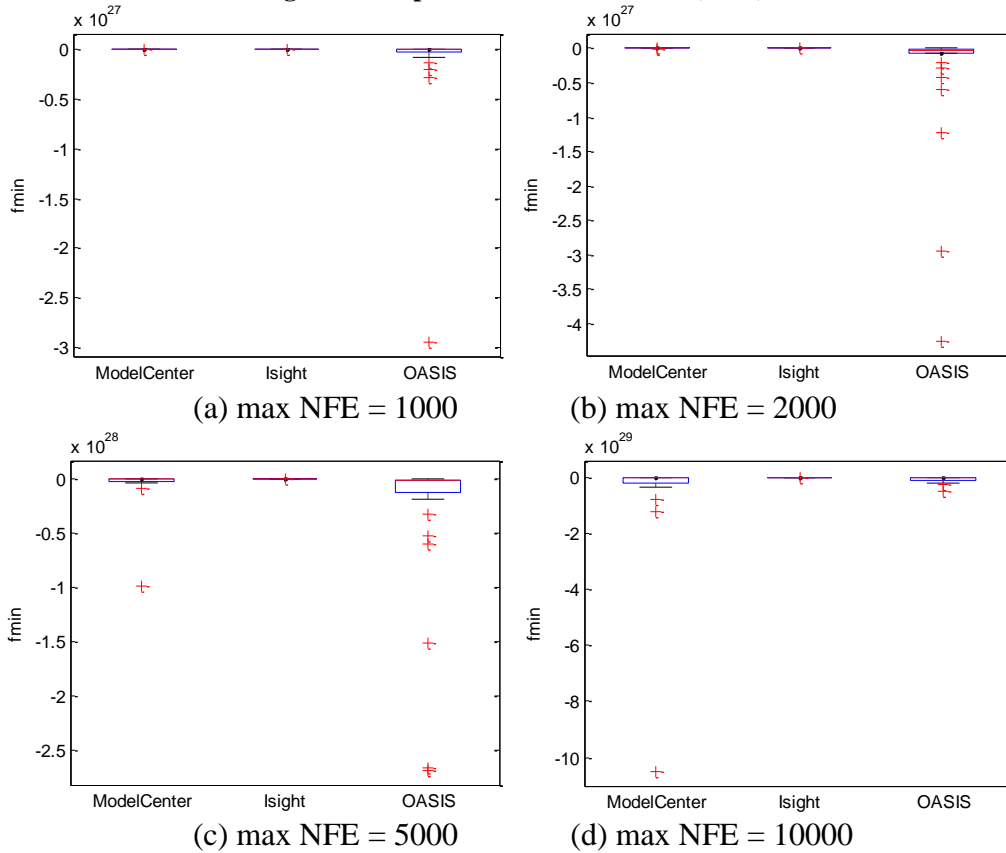 x 10^27
0
-0.5
-1
-1.5
-2
-2.5
-3
fmin
ModelCenter Isight OASIS
(a) max NFE = 1000
x 10^27
0
-0.5
-1
-1.5
-2
-2.5
-3
-3.5
-4
fmin
ModelCenter Isight OASIS
(b) max NFE = 2000
x 10^28
0
-0.5
-1
-1.5
-2
-2.5
fmin
ModelCenter Isight OASIS
(c) max NFE = 5000
x 10^29
0
-2
-4
-6
-8
-10
fmin
ModelCenter Isight OASIS
(d) max NFE = 10000